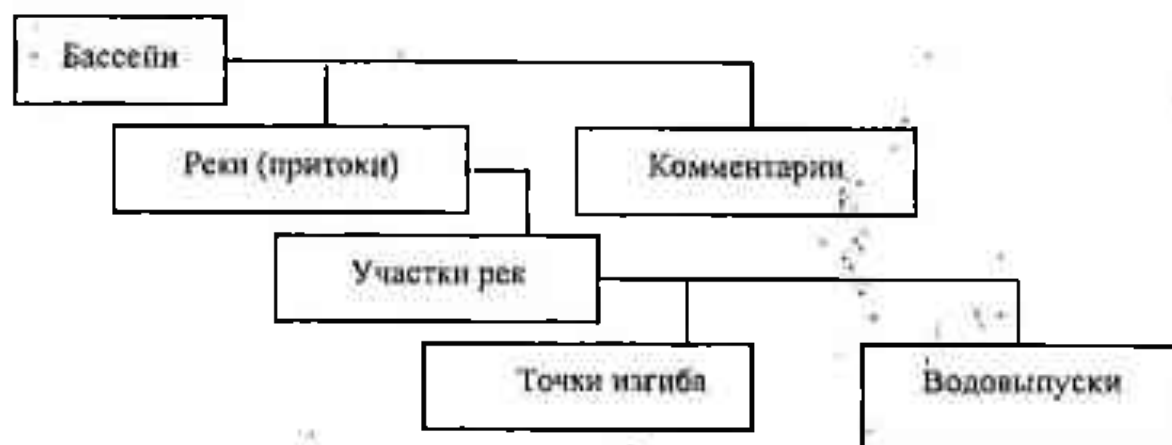 Бассейн
Реки (притоки)
Комментарии
Участки рек
Точки изгиба
Водовыпуски